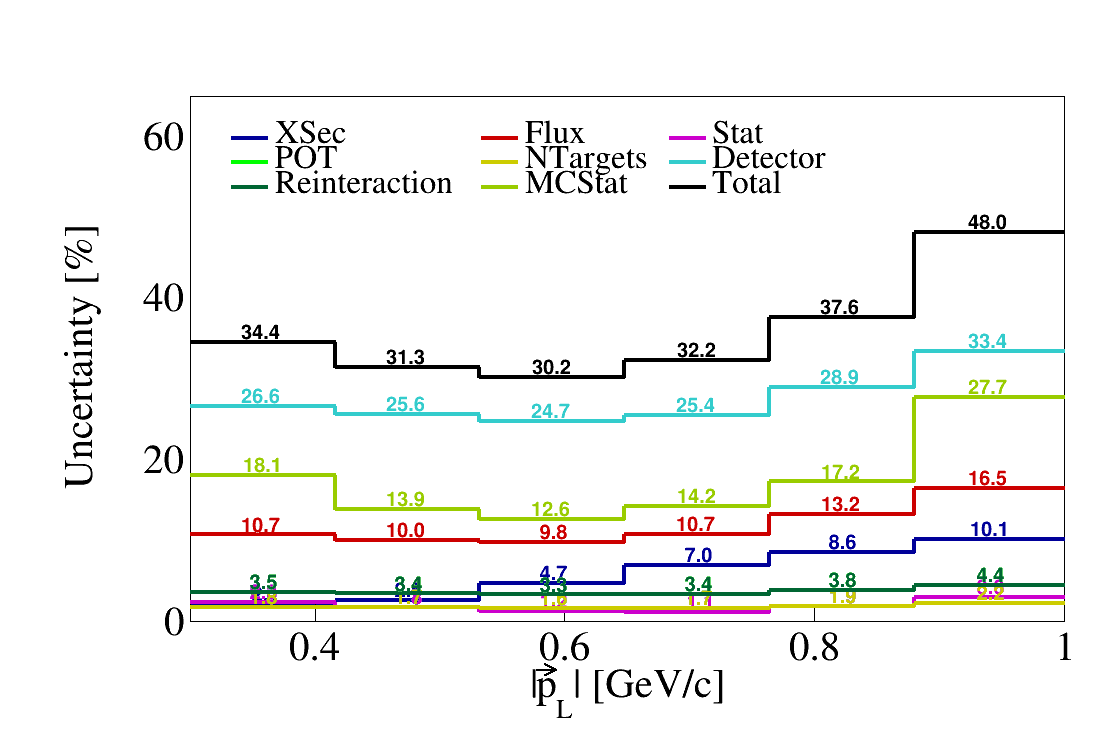 60
XSec Flux Stat
POT NTargets Detector
Reinteraction MCStat Total
Uncertainty [%]
48.0
40
34.4 31.3 30.2 32.2 37.6
33.4
26.6 25.6 24.7 25.4 28.9
27.7
20
18.1 13.9 12.6 14.2 17.2
16.5
10.7 10.0 9.8 10.7 13.2
10.1
4.7 7.0 8.6
3.5 3.4 3.3 3.4 3.8 4.4
1.9 2.2
0
0.4 0.6 0.8 1
|p⃗L| [GeV/c]